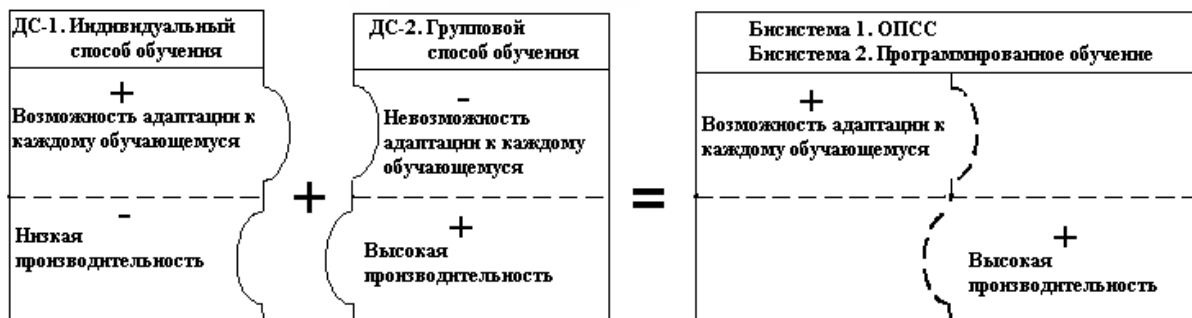 ДС-1. Индивидуальный
способ обучения
+
Возможность адаптации к
каждому обучающемуся
-
Низкая
производительность
+
ДС-2. Групповой
способ обучения
-
Невозможность
адаптации к каждому
обучающемуся
+
Высокая
производительность
=
Бисистема 1. ОПСС
Бисистема 2. Программированное обучение
+
Возможность адаптации к
каждому обучающемуся
+
Высокая
производительность